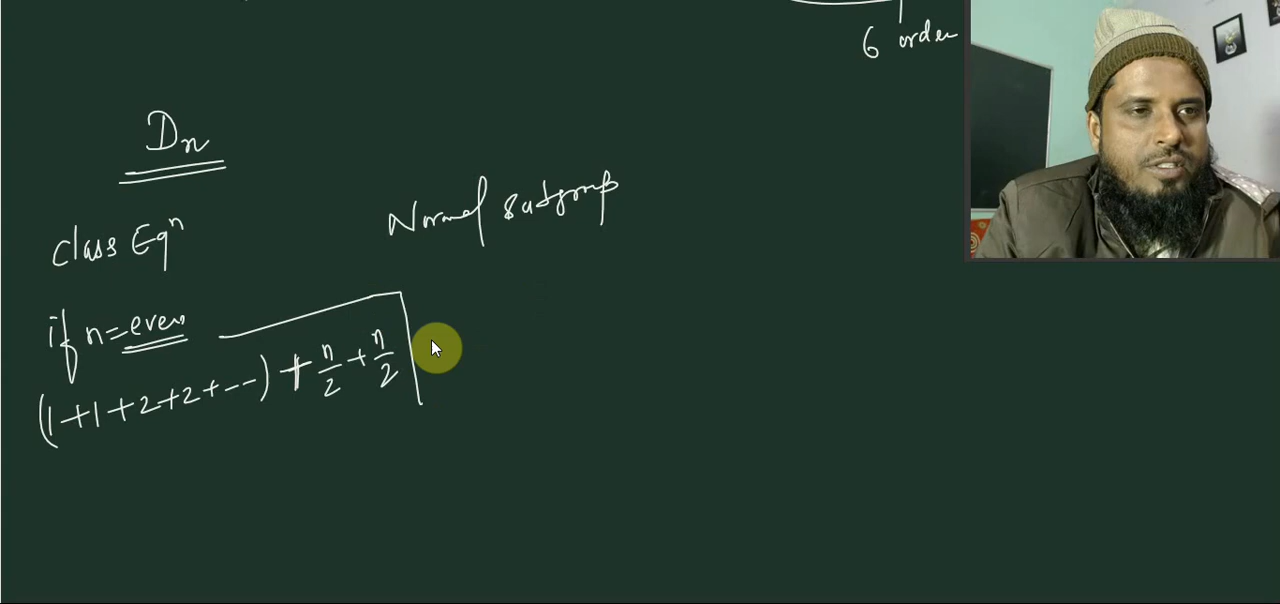 6 order
Dn
Class Eqⁿ
Normal subgroup
if n=even
(1+1+2+2+--) + n/2 + n/2